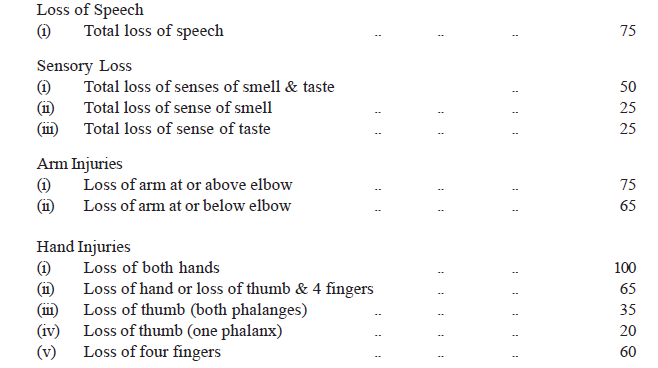 Loss of Speech
(i) Total loss of speech .. .. .. 75
Sensory Loss
(i) Total loss of senses of smell & taste .. 50
(ii) Total loss of sense of smell .. .. .. 25
(iii) Total loss of sense of taste .. .. .. 25
Arm Injuries
(i) Loss of arm at or above elbow .. .. .. 75
(ii) Loss of arm at or below elbow .. .. .. 65
Hand Injuries
(i) Loss of both hands .. .. 100
(ii) Loss of hand or loss of thumb & 4 fingers .. .. 65
(iii) Loss of thumb (both phalanges) .. .. .. 35
(iv) Loss of thumb (one phalanx) .. .. .. 20
(v) Loss of four fingers .. .. .. 60